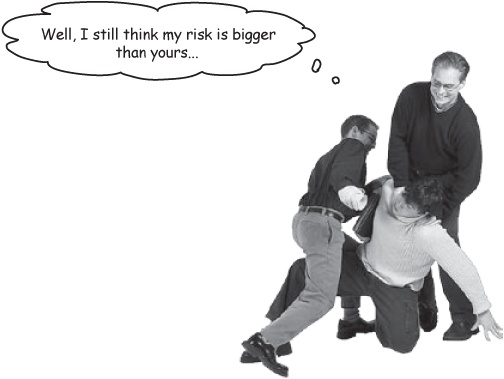 Well, I still think my risk is bigger
than yours...